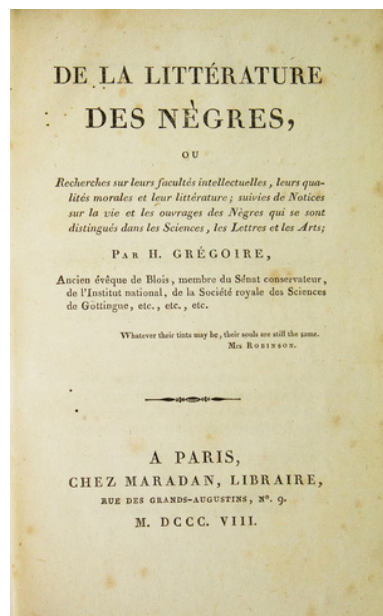 DE LA LITTÉRATURE
DES NÈGRES,
OU
Recherches sur leurs facultés intellectuelles, leurs qua-
lités morales et leur littérature; suivies de Notices
sur la vie et les ouvrages des Nègres qui se sont
distingués dans les Sciences, les Lettres et les Arts;
PAR H. GRÉGOIRE,
Ancien évêque de Blois, membre du Sénat conservateur,
de l'Institut national, de la Société royale des Sciences
de Gottingue, etc., etc., etc.
Whatever their tints may be, their souls are still the same.
Mrs ROBINSON.
A PARIS,
CHEZ MARADAN, LIBRAIRE,
RUE DES GRANDS-AUGUSTINS, N°. 9.
M. DCCC. VIII.